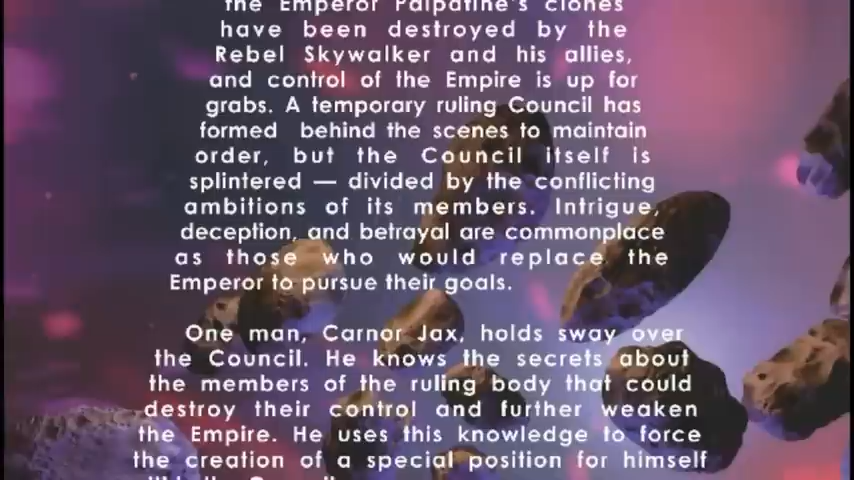 the Emperor Palpatine's clones
have been destroyed by the
Rebel Skywalker and his allies,
and control of the Empire is up for
grabs. A temporary ruling Council has
formed behind the scenes to maintain
order, but the Council itself is
splintered — divided by the conflicting
ambitions of its members. Intrigue,
deception, and betrayal are commonplace
as those who would replace the
Emperor to pursue their goals.
One man, Carnor Jax, holds sway over
the Council. He knows the secrets about
the members of the ruling body that could
destroy their control and further weaken
the Empire. He uses this knowledge to force
the creation of a special position for himself